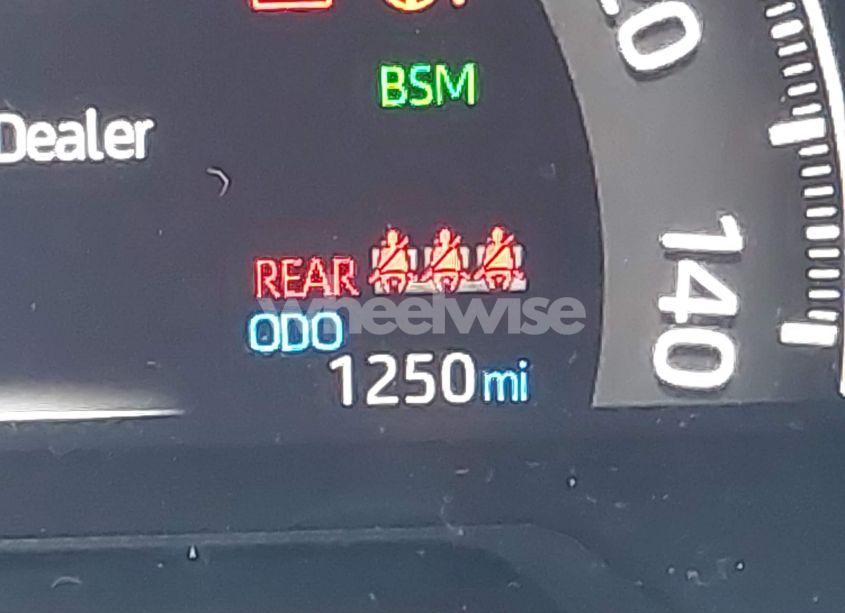 BSM
Dealer
140
REAR
wheelwise
ODO
1250 mi